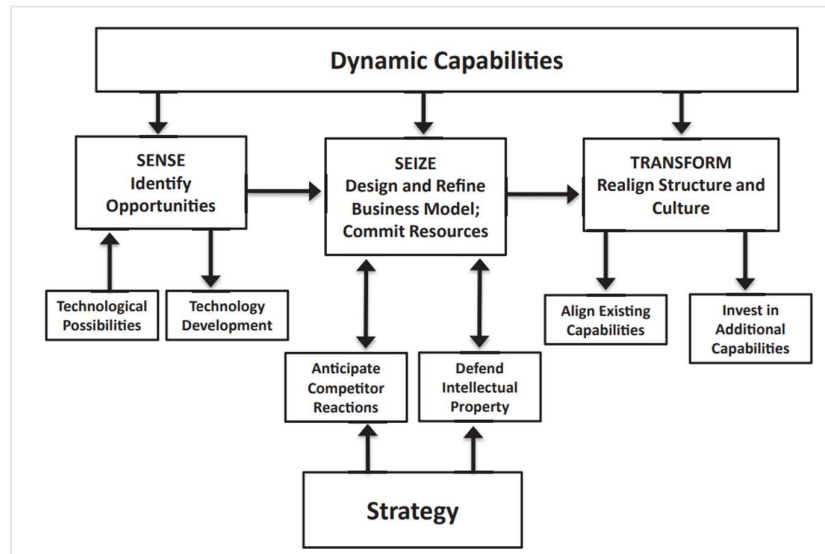 Dynamic Capabilities
SENSE
Identify
Opportunities
SEIZE
Design and Refine
Business Model;
Commit Resources
TRANSFORM
Realign Structure and
Culture
Technological
Possibilities
Technology
Development
Align Existing
Capabilities
Invest in
Additional
Capabilities
Anticipate
Competitor
Reactions
Defend
Intellectual
Property
Strategy